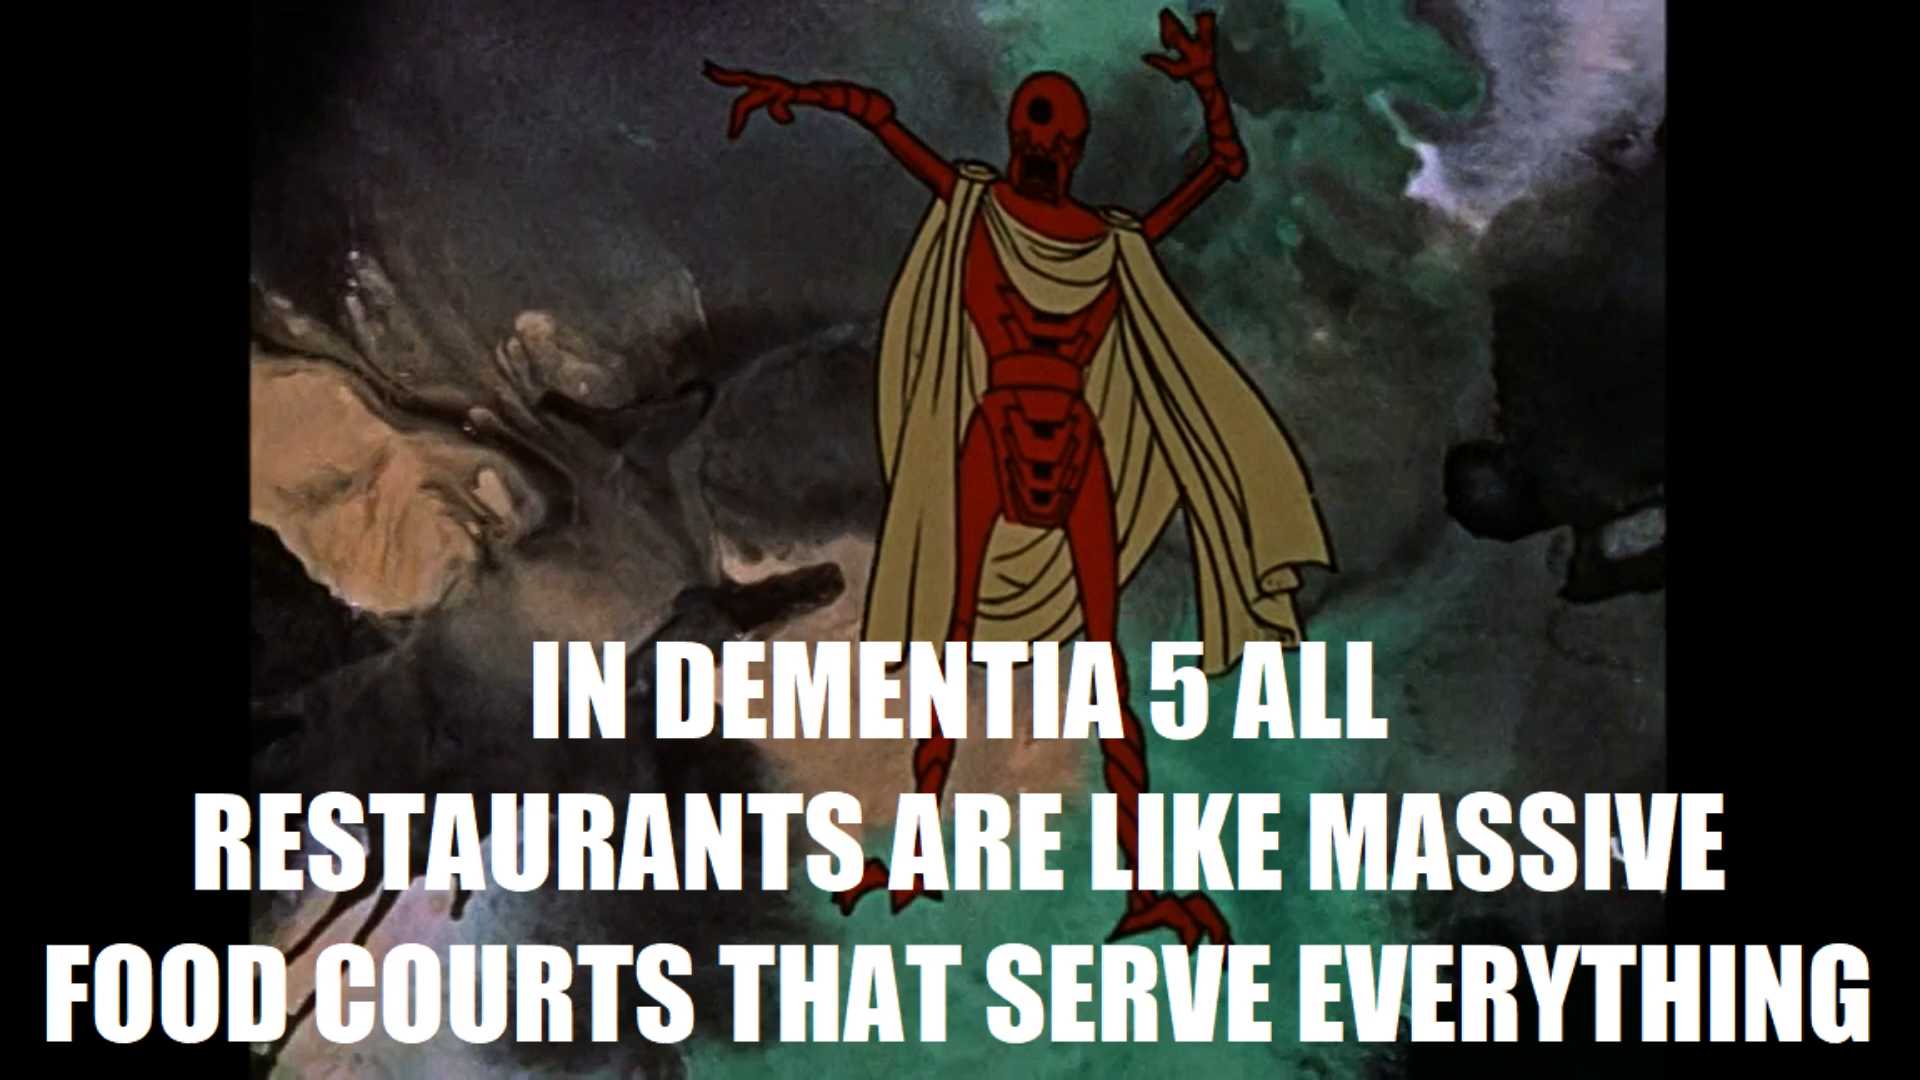 IN DEMENTIA 5 ALL
RESTAURANTS ARE LIKE MASSIVE
FOOD COURTS THAT SERVE EVERYTHING